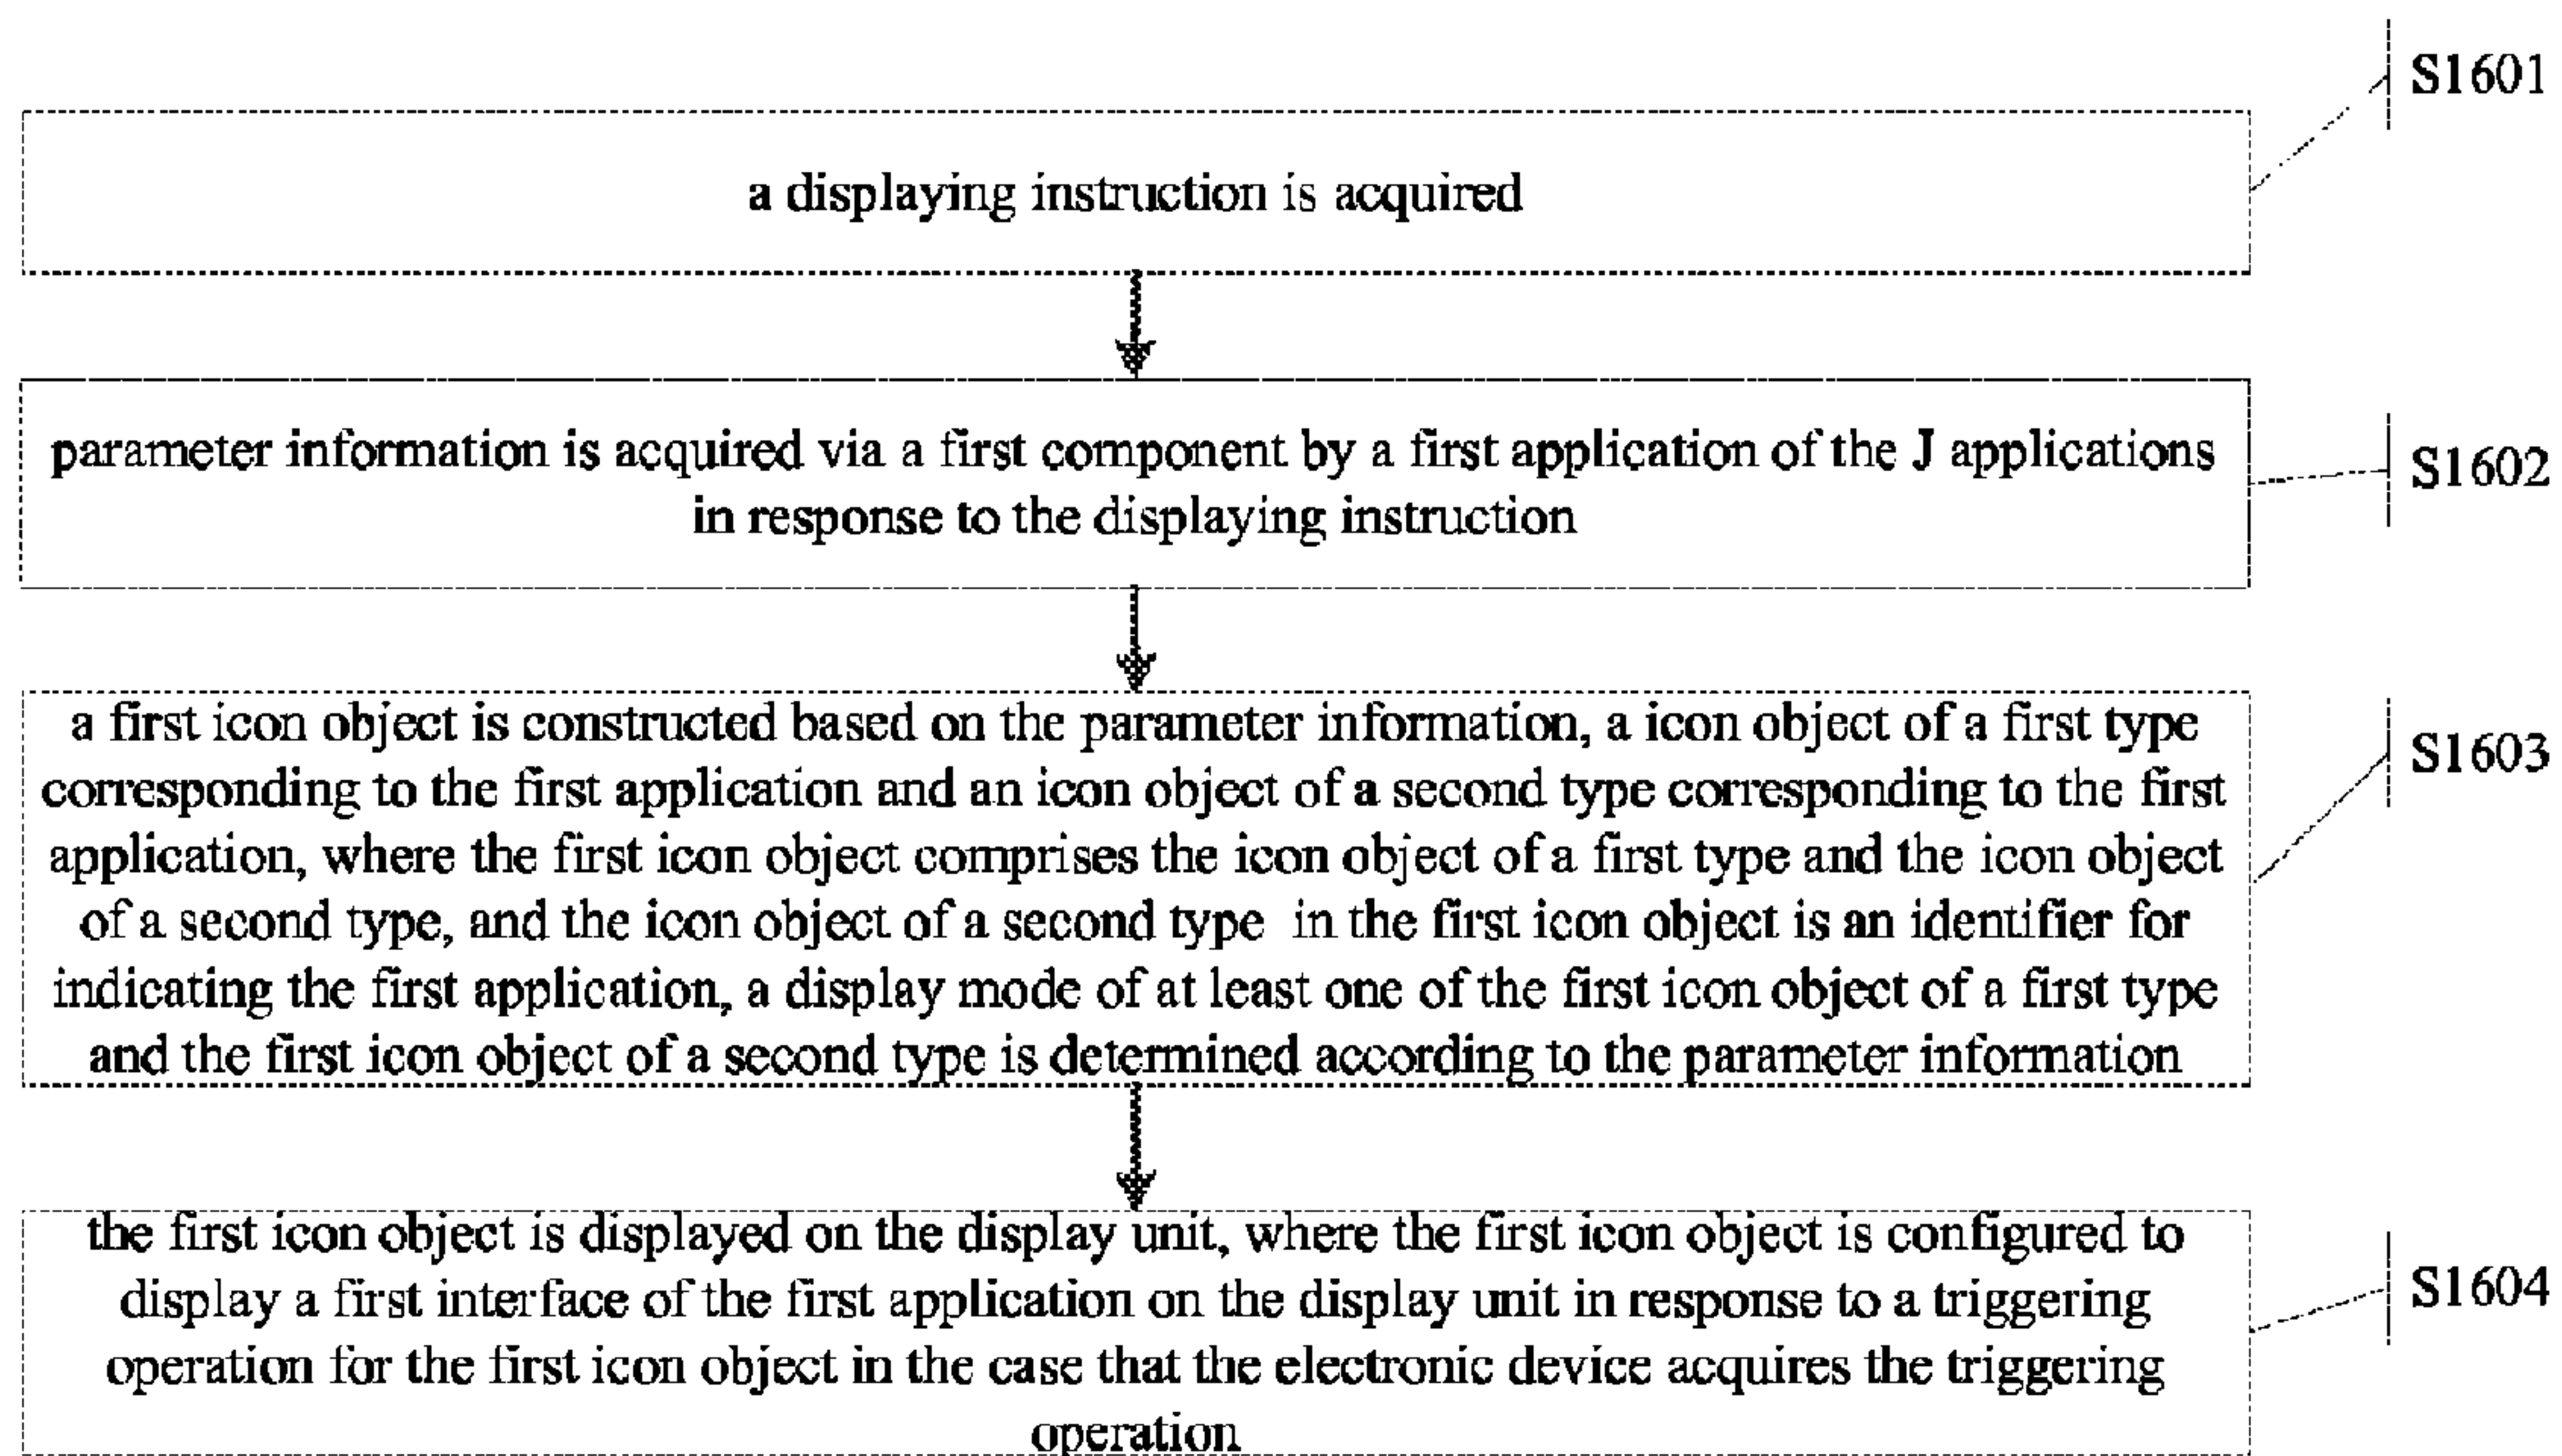 S1601
a displaying instruction is acquired
parameter information is acquired via a first component by a first application of the J applications
in response to the displaying instruction
S1602
a first icon object is constructed based on the parameter information, a icon object of a first type
corresponding to the first application and an icon object of a second type corresponding to the first
application, where the first icon object comprises the icon object of a first type and the icon object
of a second type, and the icon object of a second type in the first icon object is an identifier for
indicating the first application, a display mode of at least one of the first icon object of a first type
and the first icon object of a second type is determined according to the parameter information
S1603
the first icon object is displayed on the display unit, where the first icon object is configured to
display a first interface of the first application on the display unit in response to a triggering
operation for the first icon object in the case that the electronic device acquires the triggering
operation
S1604